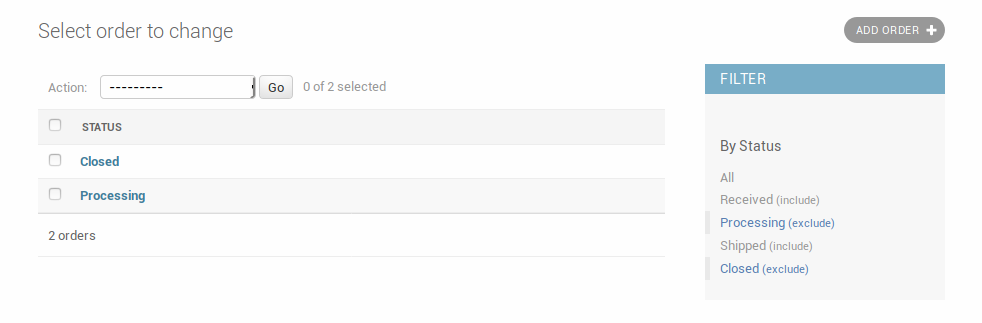 Select order to change
ADD ORDER +
Action: --------- Go 0 of 2 selected
STATUS
Closed
Processing
2 orders
FILTER
By Status
All
Received (include)
Processing (exclude)
Shipped (include)
Closed (exclude)